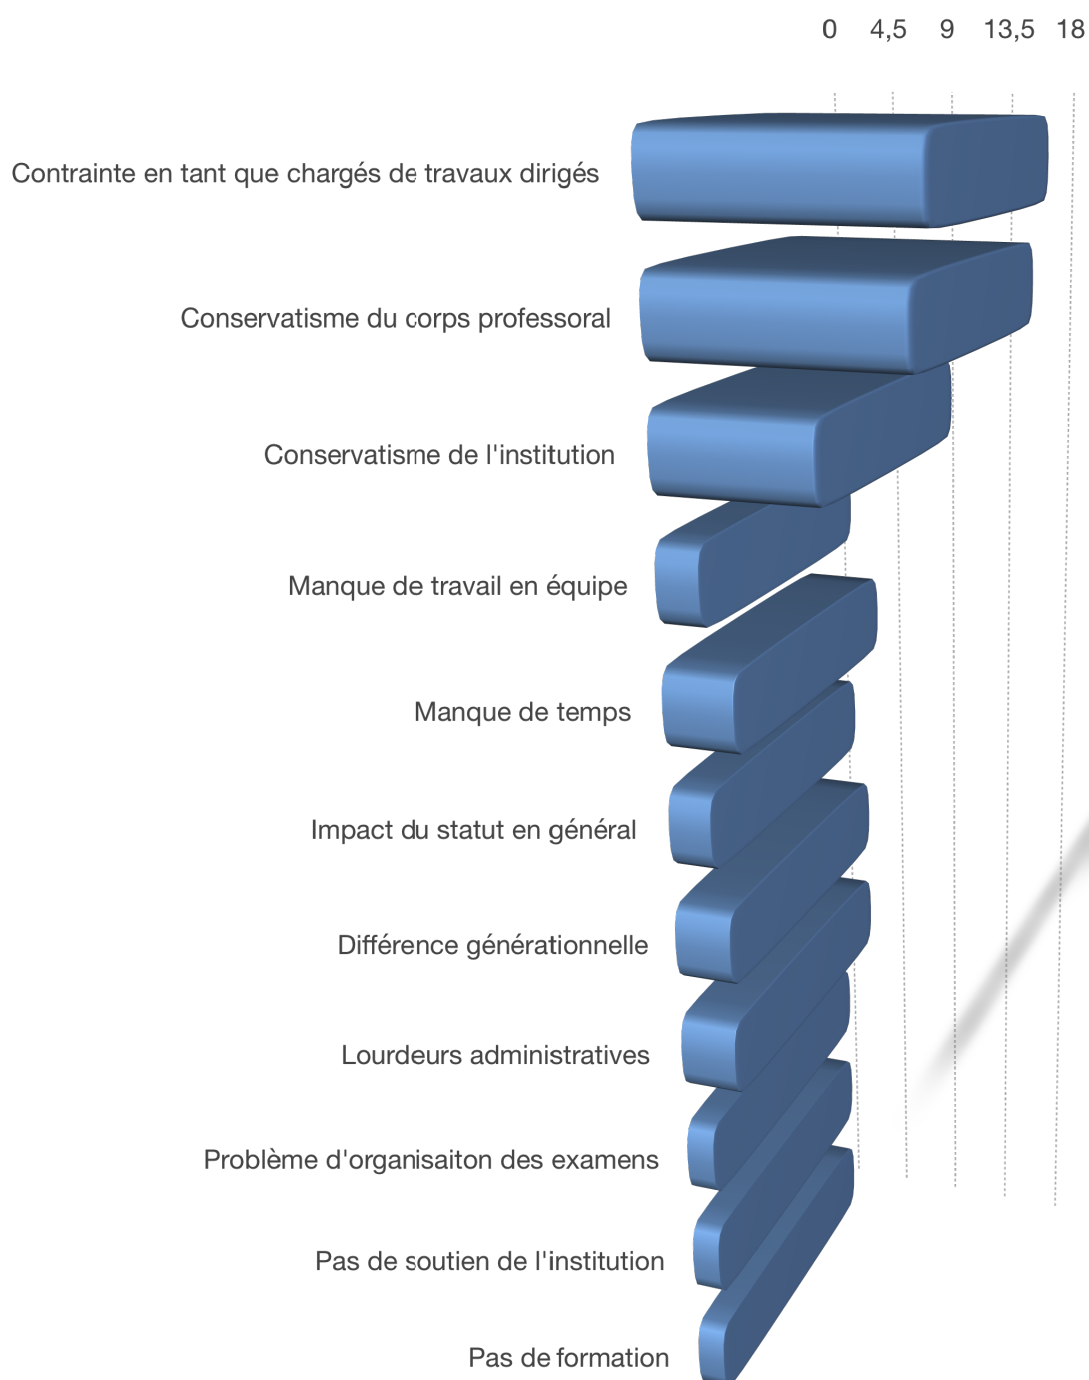 0 4,5 9 13,5 18
Contrainte en tant que chargés de travaux dirigés
Conservatisme du corps professoral
Conservatisme de l'institution
Manque de travail en équipe
Manque de temps
Impact du statut en général
Différence générationnelle
Lourdeurs administratives
Problème d'organisaiton des examens
Pas de soutien de l'institution
Pas de formation